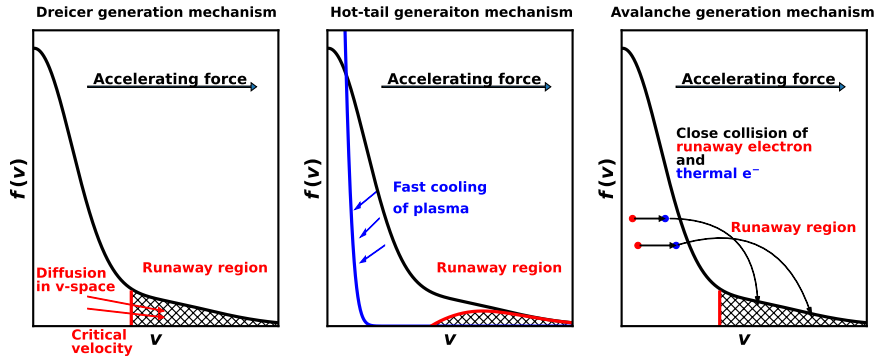 Dreicer generation mechanism
Accelerating force
f(v)
Runaway region
Diffusion
in v-space
Critical
velocity
v
Hot-tail generaiton mechanism
Accelerating force
f(v)
Fast cooling
of plasma
Runaway region
v
Avalanche generation mechanism
Accelerating force
f(v)
Close collision of
runaway electron
and
thermal e⁻
Runaway region
v